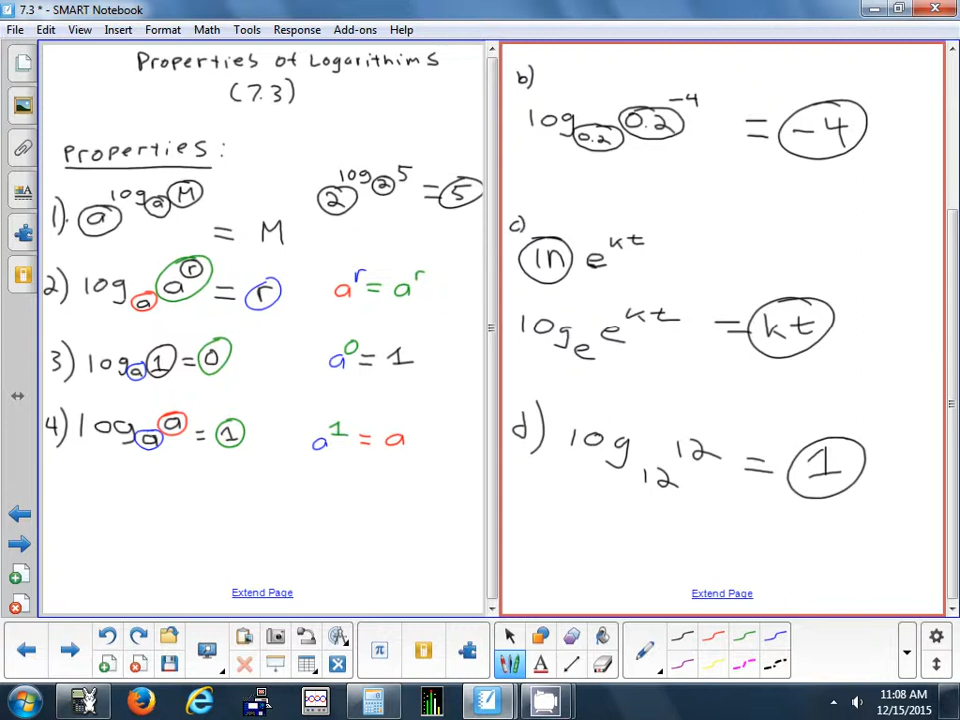 7.3 * - SMART Notebook
File Edit View Insert Format Math Tools Response Add-ons Help
Properties of Logarithims
(7.3)
Properties:
1). a^log_a M = M 2^log_2 5 = 5
2) log_a a^r = r a^r = a^r
3) log_a 1 = 0 a^0 = 1
4) log_a a = 1 a^1 = a
Extend Page
b)
log_0.2 0.2^-4 = -4
c)
ln e^kt
log_e e^kt = kt
d) log_12 12 = 1
Extend Page
11:08 AM
12/15/2015